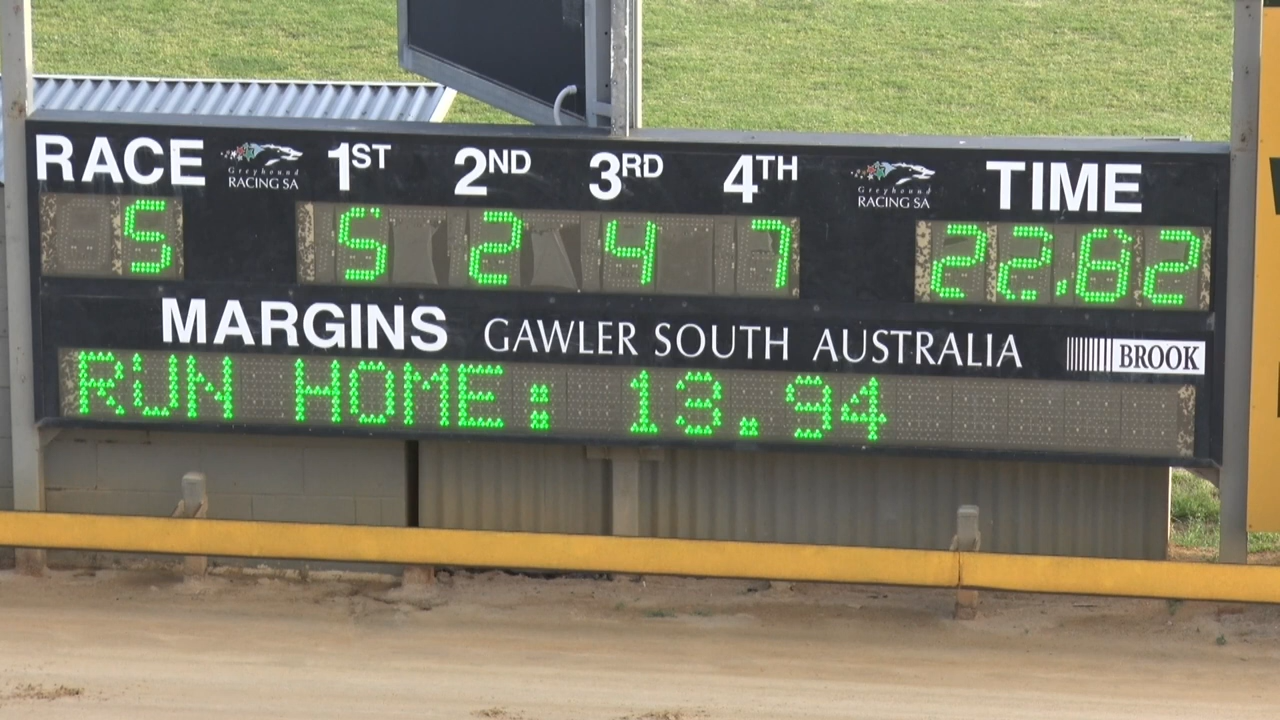 RACE Greyhound RACING SA 1ST 2ND 3RD 4TH Greyhound RACING SA TIME
5 5 2 4 7 22.82
MARGINS GAWLER SOUTH AUSTRALIA BROOK
RUN HOME: 13.94